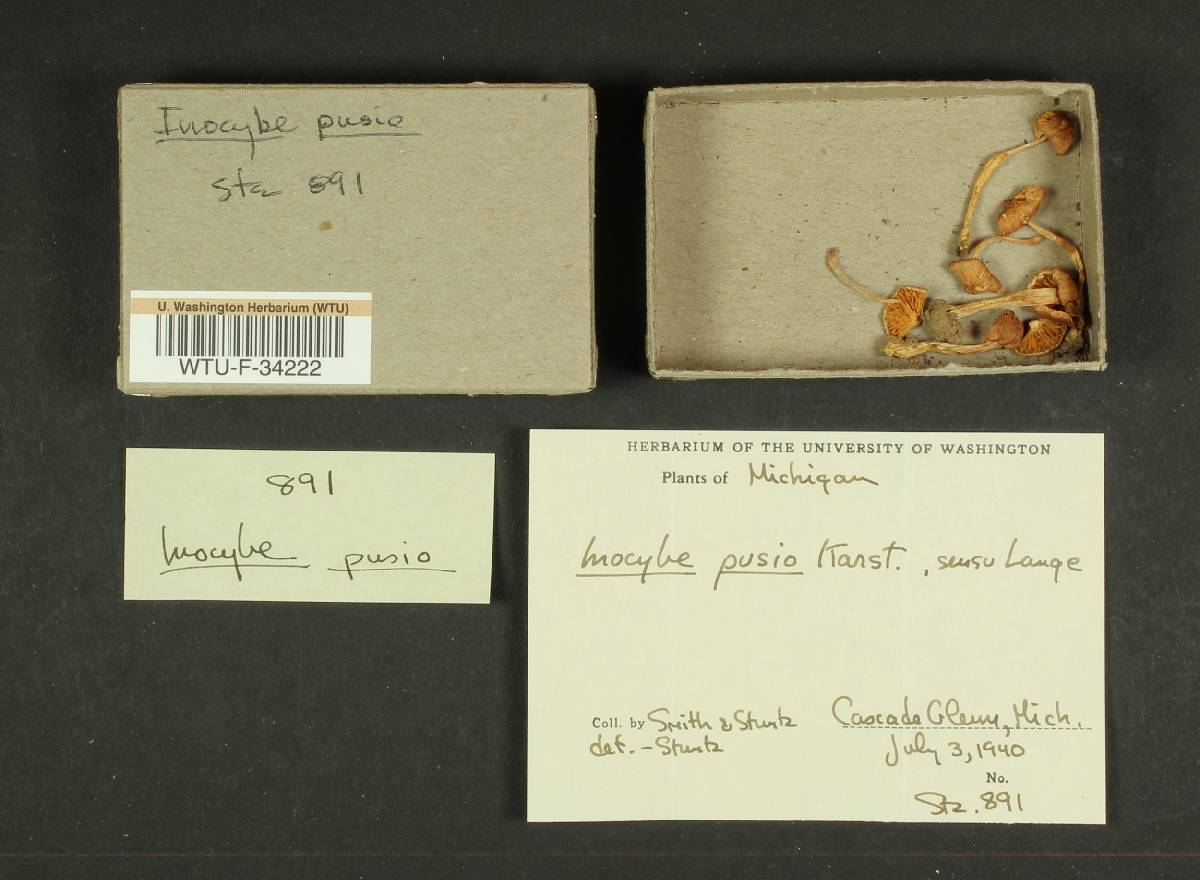 Inocybe pusio
Stz 891
U. Washington Herbarium (WTU)
WTU-F-34222
891
Inocybe pusio
HERBARIUM OF THE UNIVERSITY OF WASHINGTON
Plants of Michigan
Inocybe pusio Karst., sensu Lange
Coll. by Smith & Stuntz
det. - Stuntz
Cascade Glenn, Mich.
July 3, 1940
No.
Stz. 891